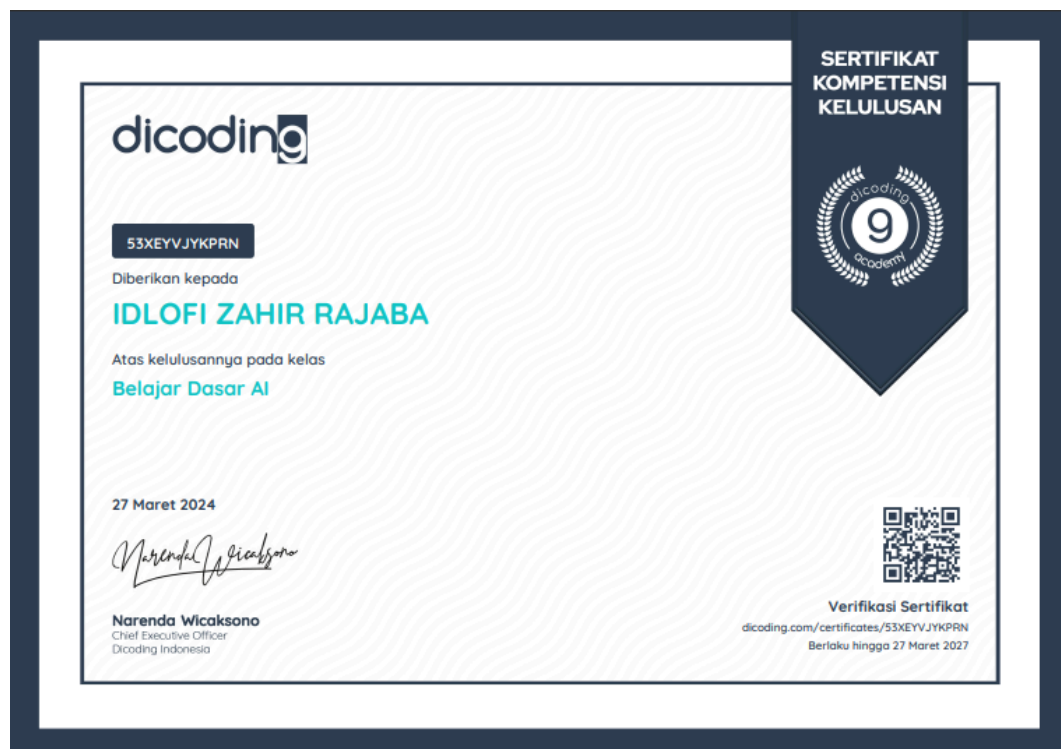 SERTIFIKAT
KOMPETENSI
KELULUSAN
dicoding
dicoding
9
academy
53XEYVJYKPRN
Diberikan kepada
IDLOFI ZAHIR RAJABA
Atas kelulusannya pada kelas
Belajar Dasar AI
27 Maret 2024
Narenda Wicaksono
Narenda Wicaksono
Chief Executive Officer
Dicoding Indonesia
Verifikasi Sertifikat
dicoding.com/certificates/53XEYVJYKPRN
Berlaku hingga 27 Maret 2027